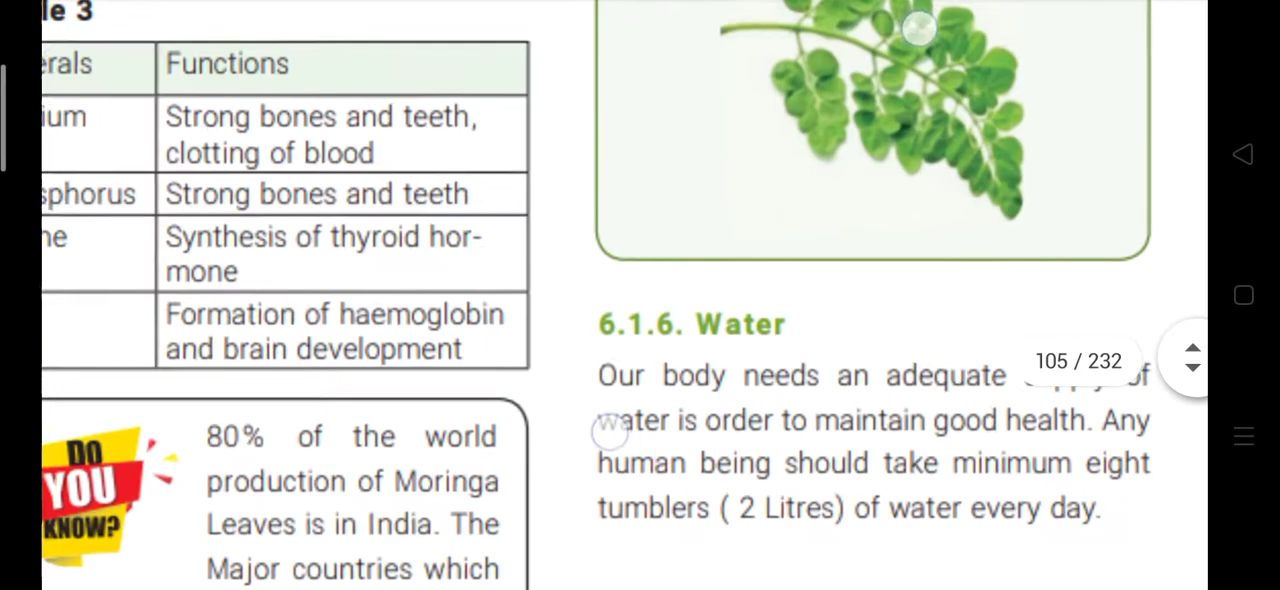 le 3
erals Functions
ium Strong bones and teeth,
clotting of blood
sphorus Strong bones and teeth
ne Synthesis of thyroid hor-
mone
Formation of haemoglobin
and brain development
DO
YOU
KNOW?
80% of the world
production of Moringa
Leaves is in India. The
Major countries which
6.1.6. Water
Our body needs an adequate of
water is order to maintain good health. Any
human being should take minimum eight
tumblers ( 2 Litres) of water every day.
105 / 232